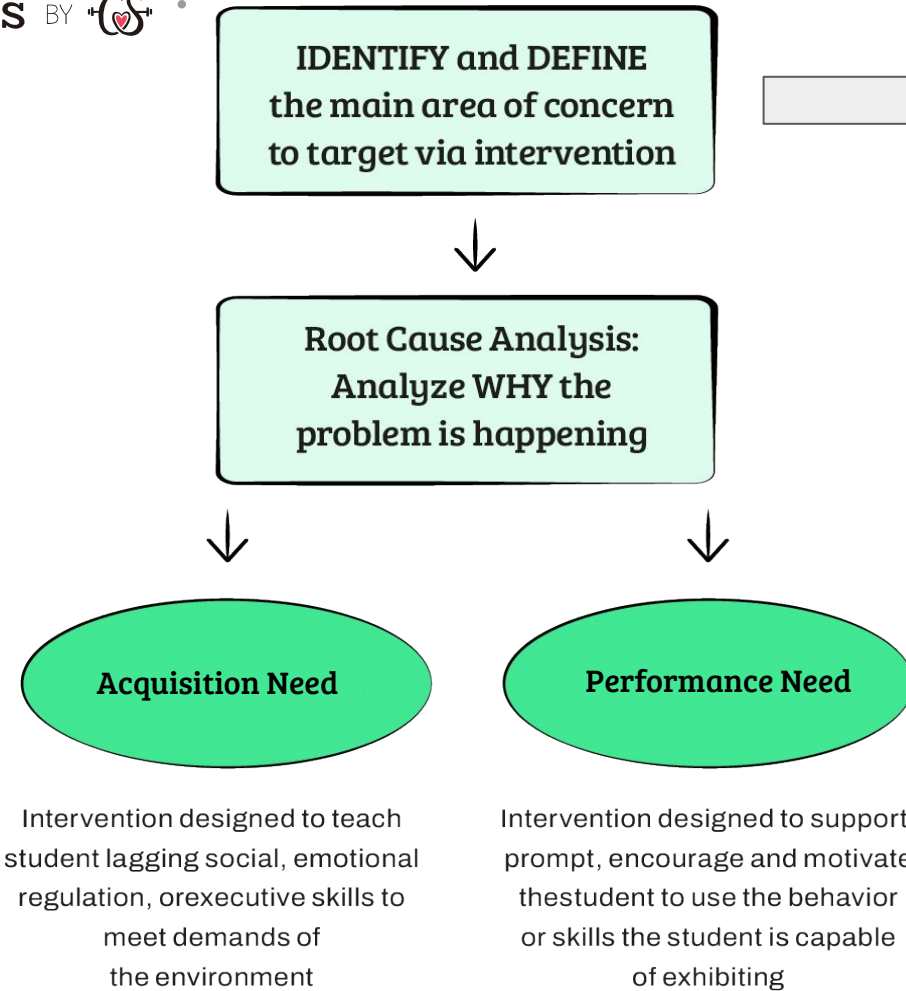 S BY
IDENTIFY and DEFINE
the main area of concern
to target via intervention
Root Cause Analysis:
Analyze WHY the
problem is happening
Acquisition Need
Performance Need
Intervention designed to teach
student lagging social, emotional
regulation, orexecutive skills to
meet demands of
the environment
Intervention designed to support
prompt, encourage and motivate
thestudent to use the behavior
or skills the student is capable
of exhibiting